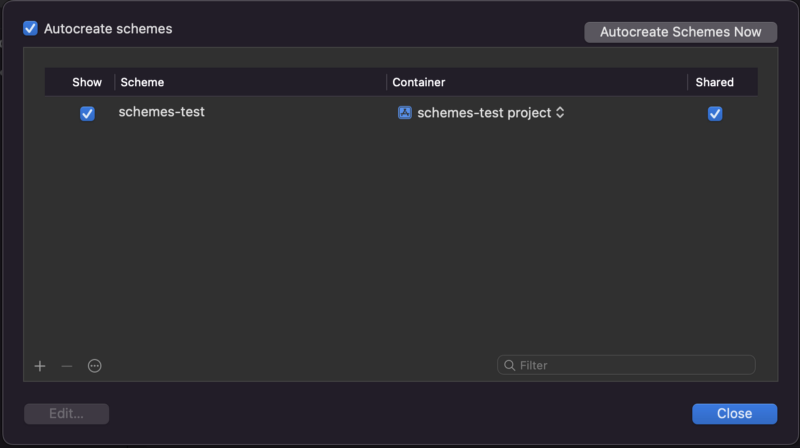 Autocreate schemes
Autocreate Schemes Now
Show Scheme Container Shared
schemes-test schemes-test project
Filter
Edit...
Close